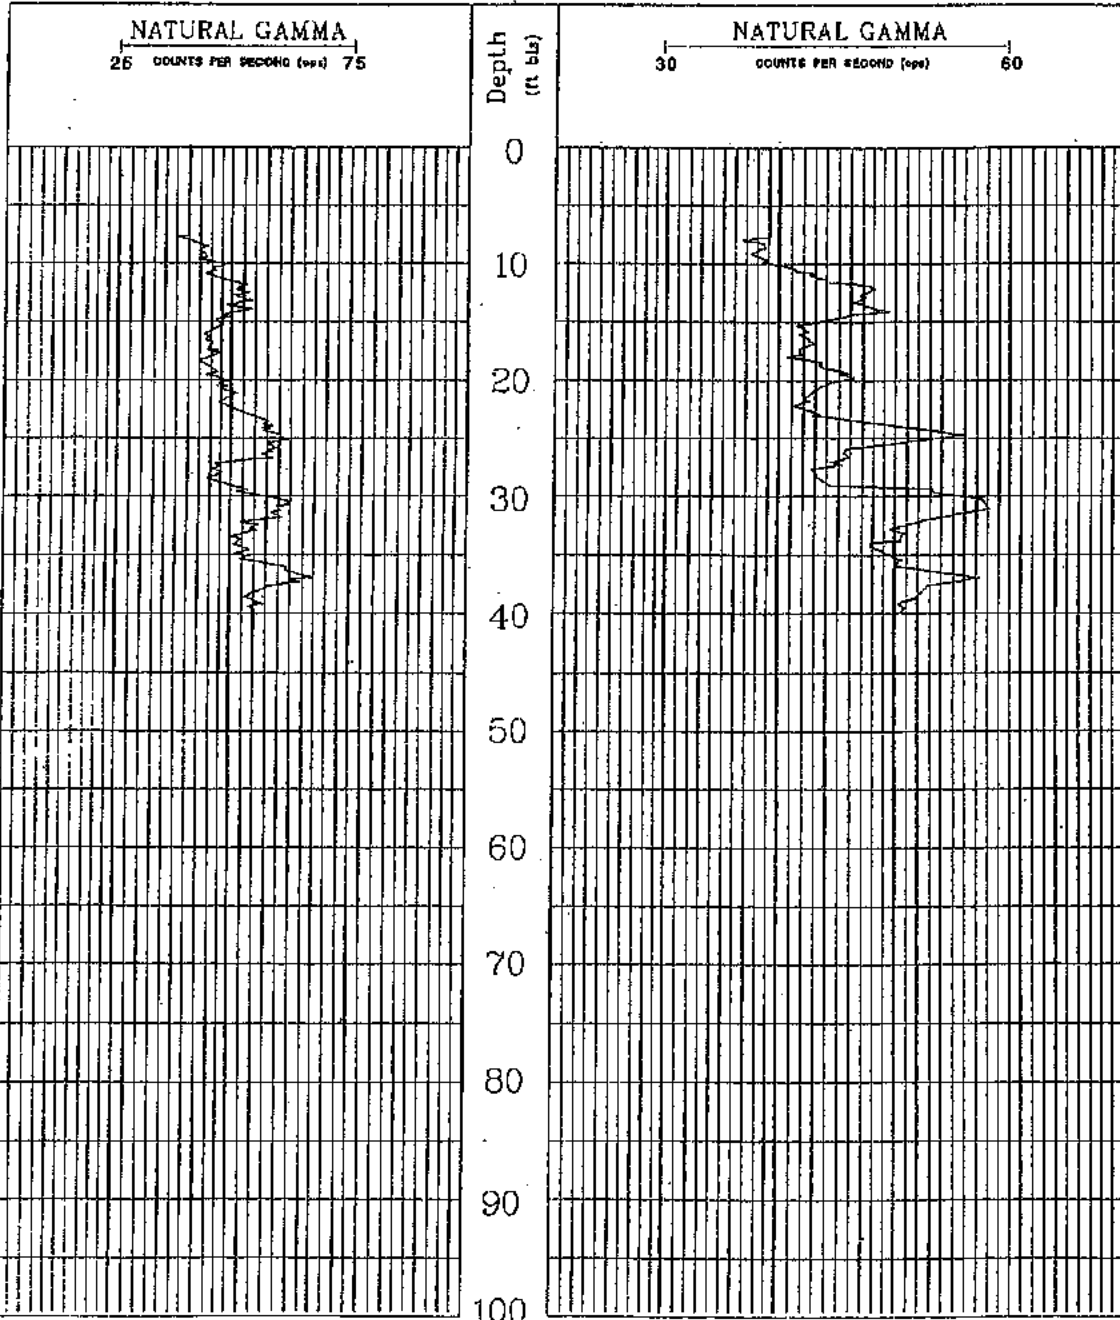 NATURAL GAMMA
25 COUNTS PER SECOND (cps) 75
Depth
(ft bls)
NATURAL GAMMA
30 COUNTS PER SECOND (cps) 60
0
10
20
30
40
50
60
70
80
90
100